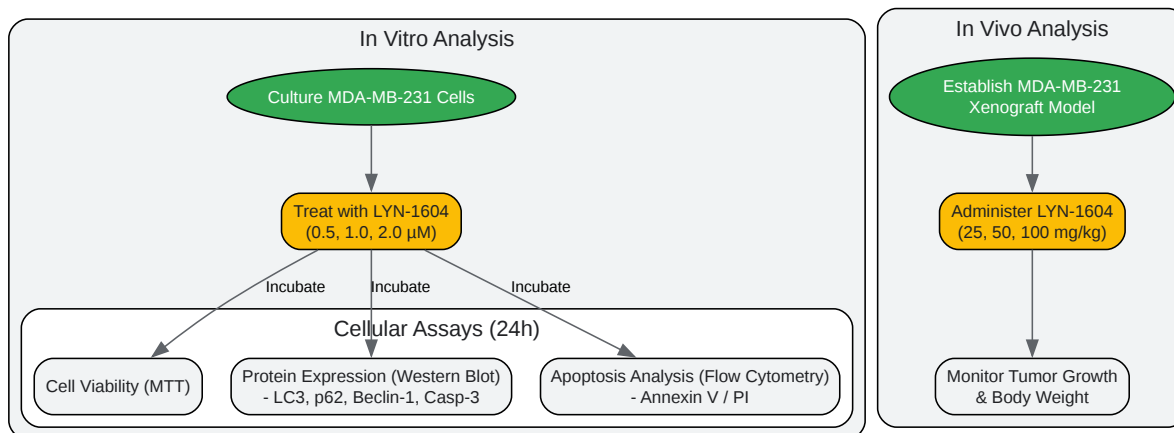 In Vitro Analysis
Culture MDA-MB-231 Cells
Treat with LYN-1604
(0.5, 1.0, 2.0 µM)
Incubate
Incubate
Incubate
Cellular Assays (24h)
Cell Viability (MTT)
Protein Expression (Western Blot)
- LC3, p62, Beclin-1, Casp-3
Apoptosis Analysis (Flow Cytometry)
- Annexin V / PI
In Vivo Analysis
Establish MDA-MB-231
Xenograft Model
Administer LYN-1604
(25, 50, 100 mg/kg)
Monitor Tumor Growth
& Body Weight